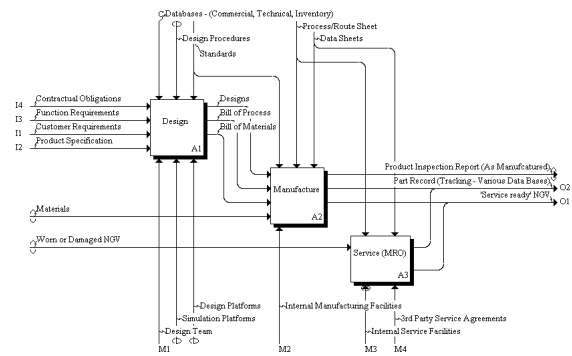 Databases - (Commercial, Technical, Inventory)
Process/Route Sheet
Design Procedures
Data Sheets
Standards
I4 Contractual Obligations
Designs
I3 Function Requirements
Bill of Process
Design
I1 Customer Requirements
Bill of Materials
I2 Product Specification
A1
Product Inspection Report (As Manufcatured)
Part Record (Tracking - Various Data Bases)
O2
Manufacture
'Service ready' NGV
O1
Materials
A2
Worn or Damaged NGV
Service (MRO)
A3
Design Platforms
Internal Manufacturing Facilities
Simulation Platforms
3rd Party Service Agreements
Design Team
Internal Service Facilities
M1 M2 M3 M4